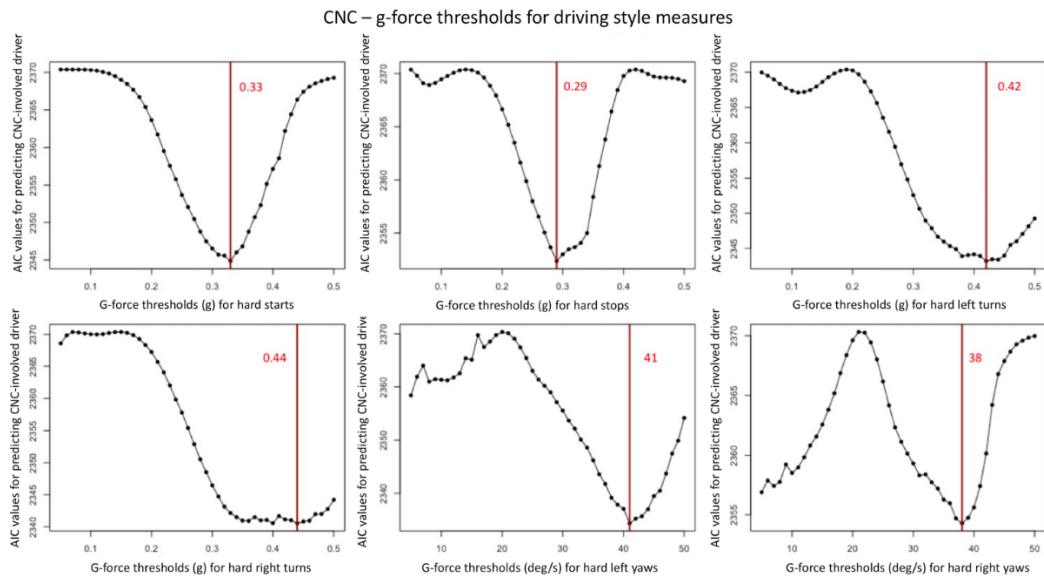 CNC – g-force thresholds for driving style measures
AIC values for predicting CNC-involved driver
2345 2350 2355 2360 2365 2370
0.33
0.1 0.2 0.3 0.4 0.5
G-force thresholds (g) for hard starts
AIC values for predicting CNC-involved driver
2355 2360 2365 2370
0.29
0.1 0.2 0.3 0.4 0.5
G-force thresholds (g) for hard stops
AIC values for predicting CNC-involved driver
2345 2350 2355 2360 2365 2370
0.42
0.1 0.2 0.3 0.4 0.5
G-force thresholds (g) for hard left turns
AIC values for predicting CNC-involved driver
2340 2345 2350 2355 2360 2365 2370
0.44
0.1 0.2 0.3 0.4 0.5
G-force thresholds (g) for hard right turns
AIC values for predicting CNC-involved driver
2340 2350 2360 2370
41
10 20 30 40 50
G-force thresholds (deg/s) for hard left yaws
AIC values for predicting CNC-involved driver
2355 2360 2365 2370
38
10 20 30 40 50
G-force thresholds (deg/s) for hard right yaws